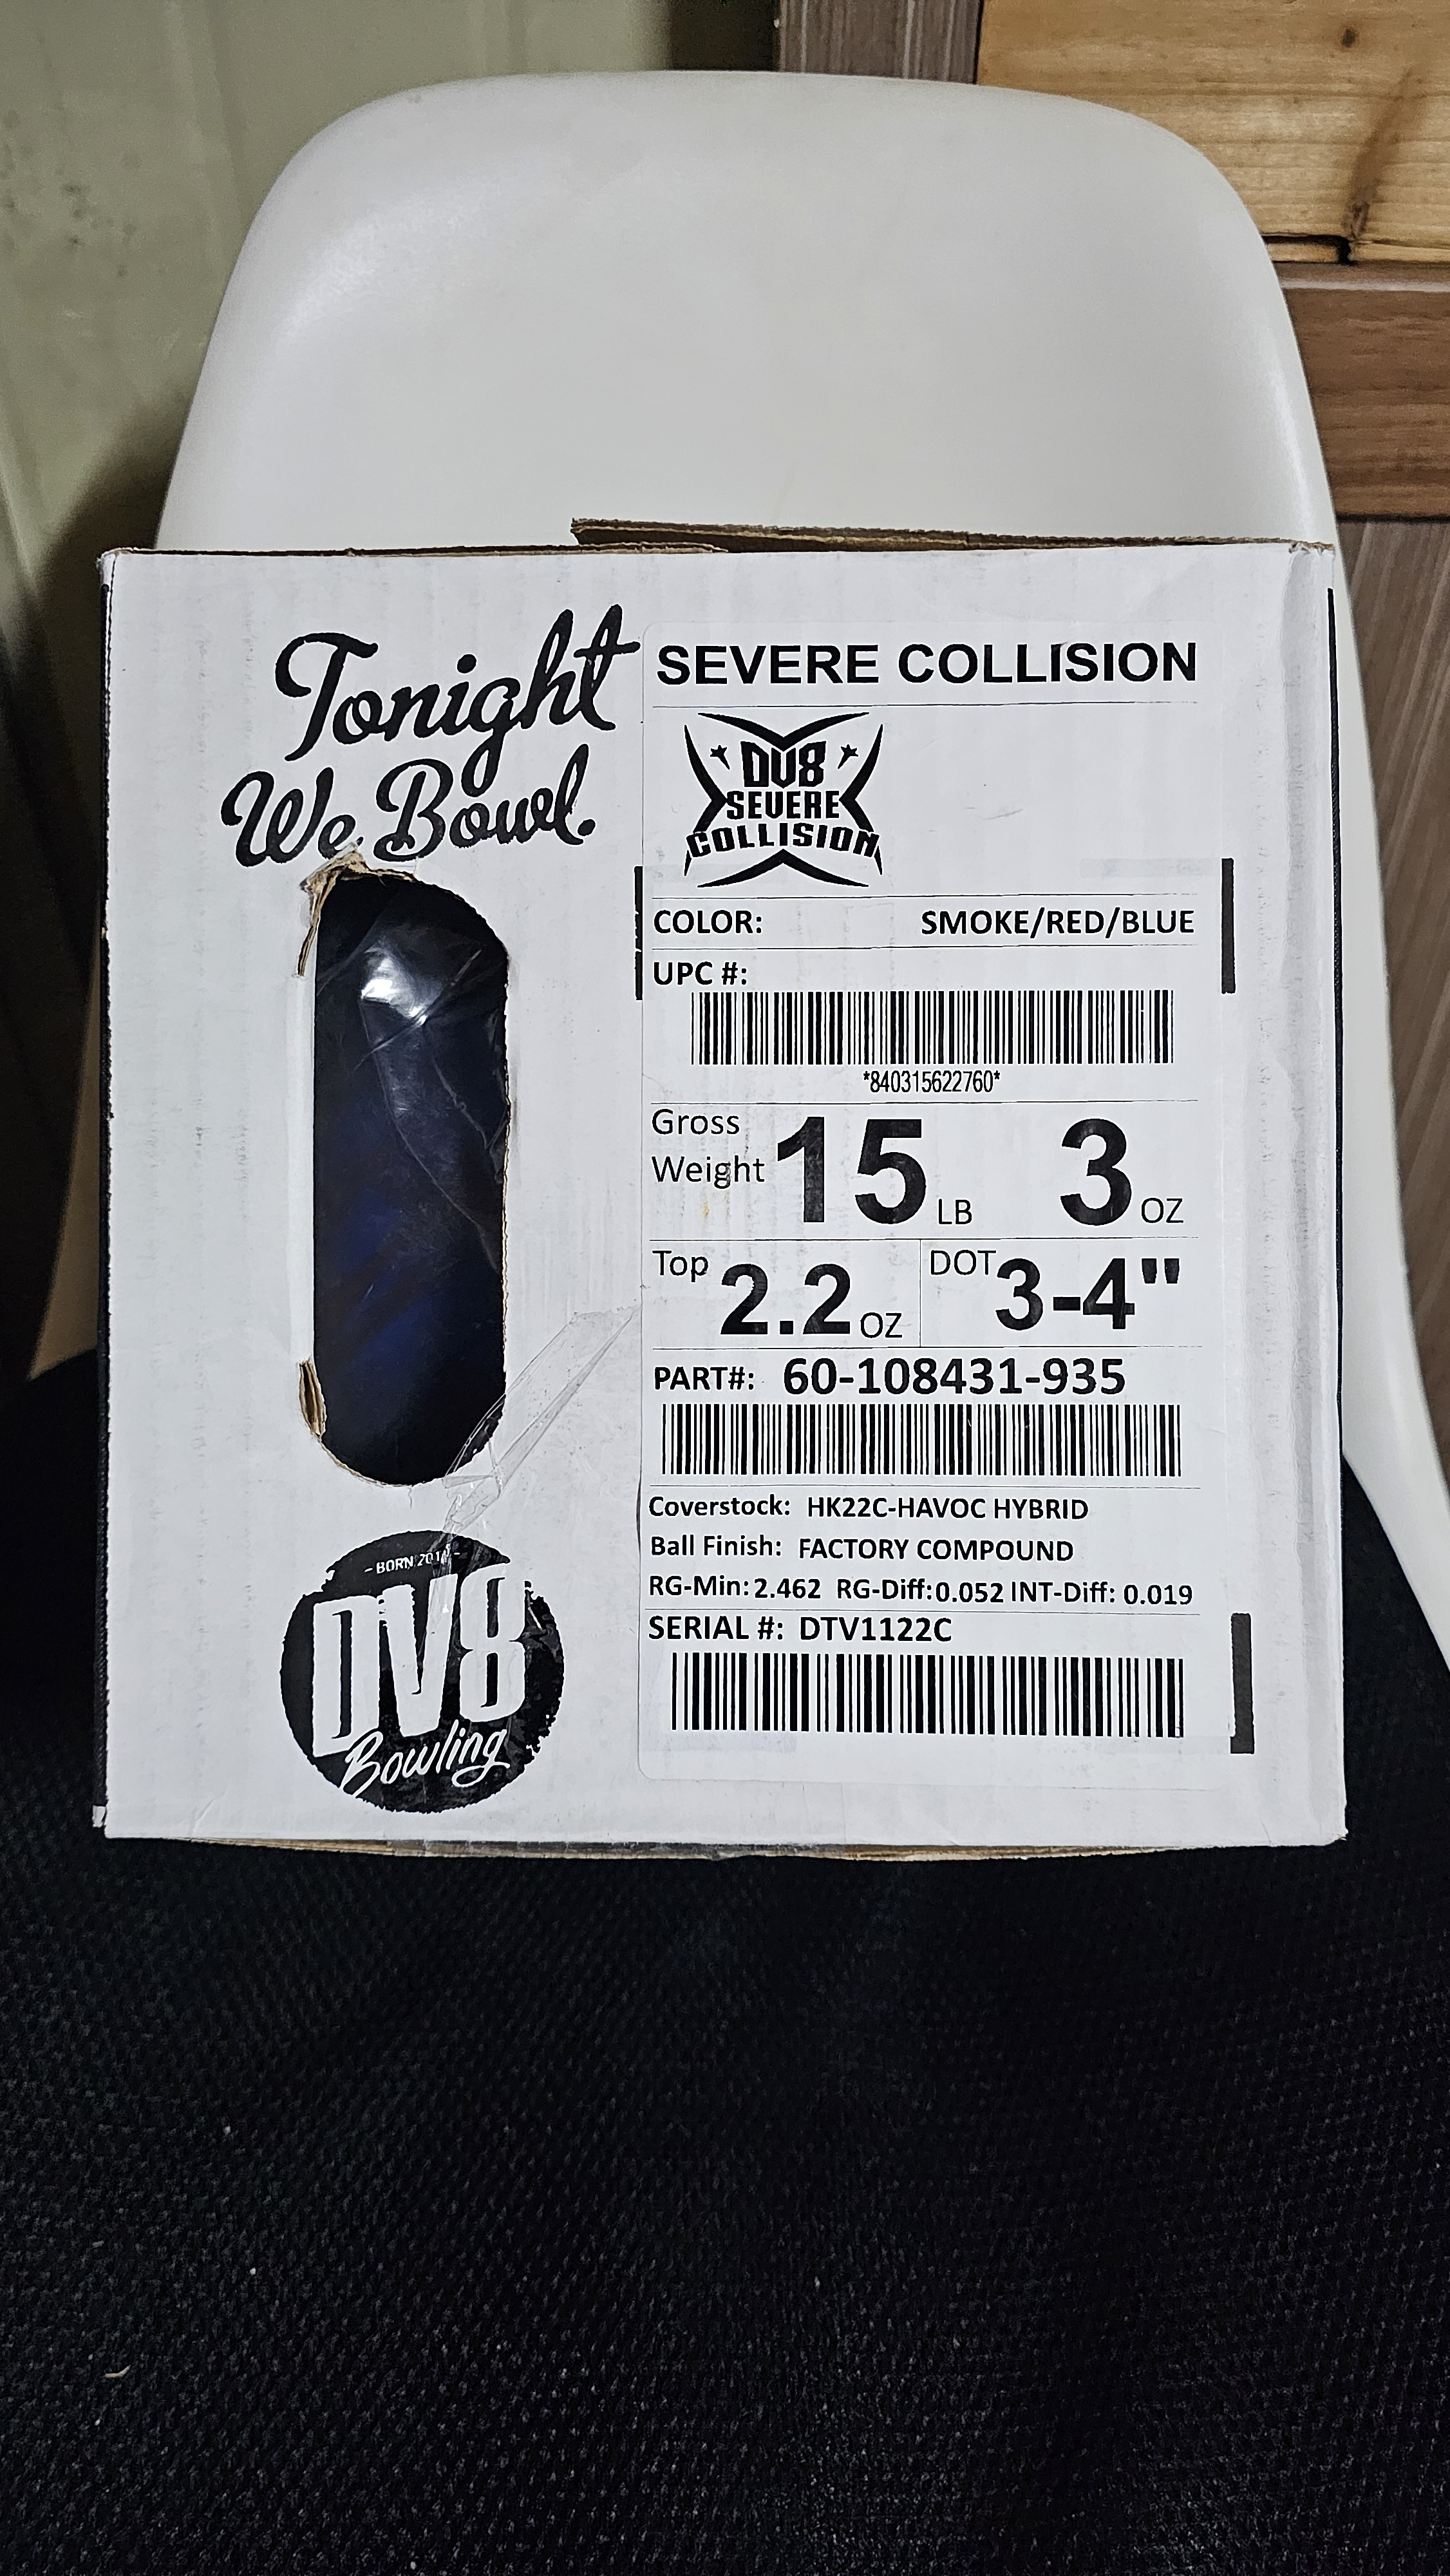 Tonight
We Bowl.
SEVERE COLLISION
DV8
SEVERE
COLLISION
COLOR: SMOKE/RED/BLUE
UPC #:
*840315622760*
Gross
Weight 15 LB 3 OZ
Top 2.2 OZ DOT 3-4"
PART#: 60-108431-935
Coverstock: HK22C-HAVOC HYBRID
Ball Finish: FACTORY COMPOUND
RG-Min: 2.462 RG-Diff: 0.052 INT-Diff: 0.019
SERIAL #: DTV1122C
- BORN
DV8
Bowling